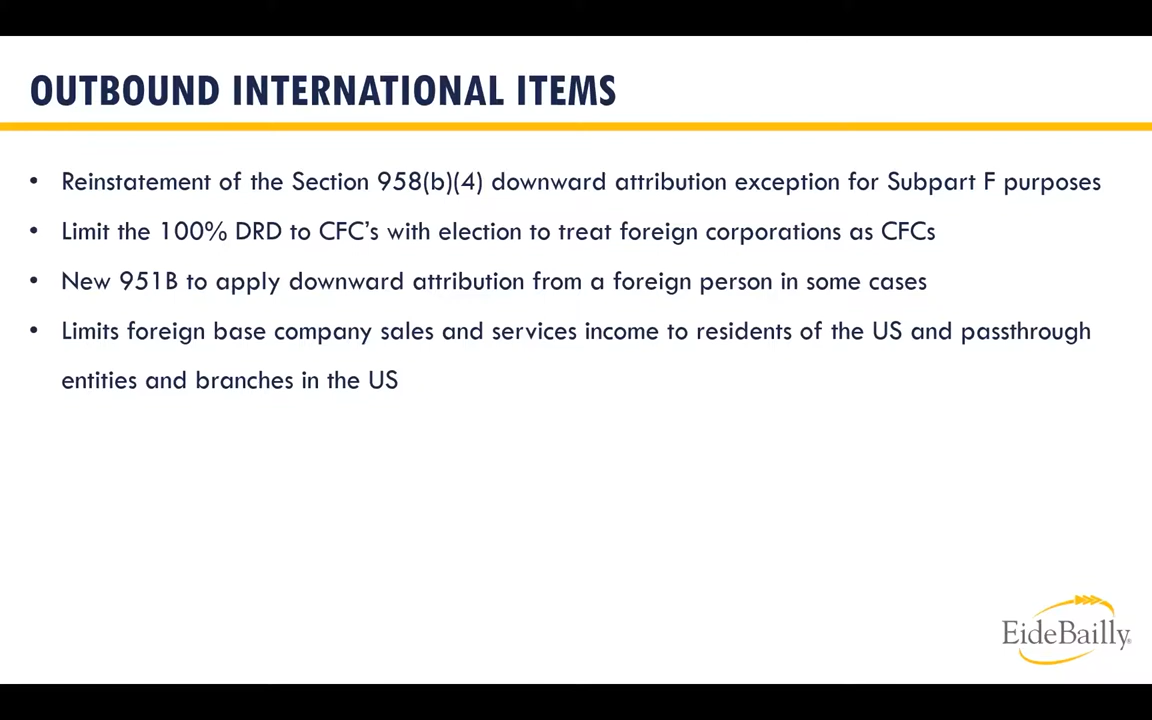 OUTBOUND INTERNATIONAL ITEMS
• Reinstatement of the Section 958(b)(4) downward attribution exception for Subpart F purposes
• Limit the 100% DRD to CFC’s with election to treat foreign corporations as CFCs
• New 951B to apply downward attribution from a foreign person in some cases
• Limits foreign base company sales and services income to residents of the US and passthrough
entities and branches in the US
EideBailly®